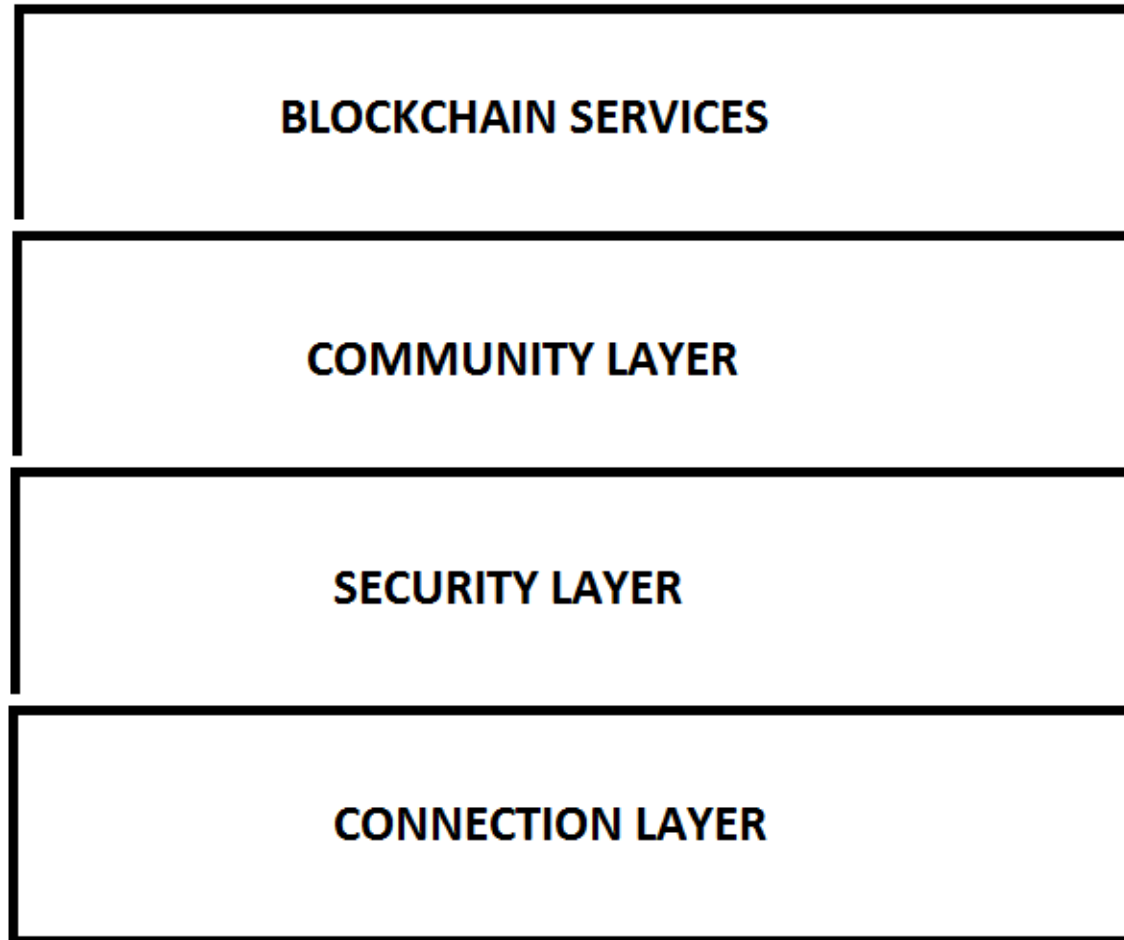 BLOCKCHAIN SERVICES
COMMUNITY LAYER
SECURITY LAYER
CONNECTION LAYER